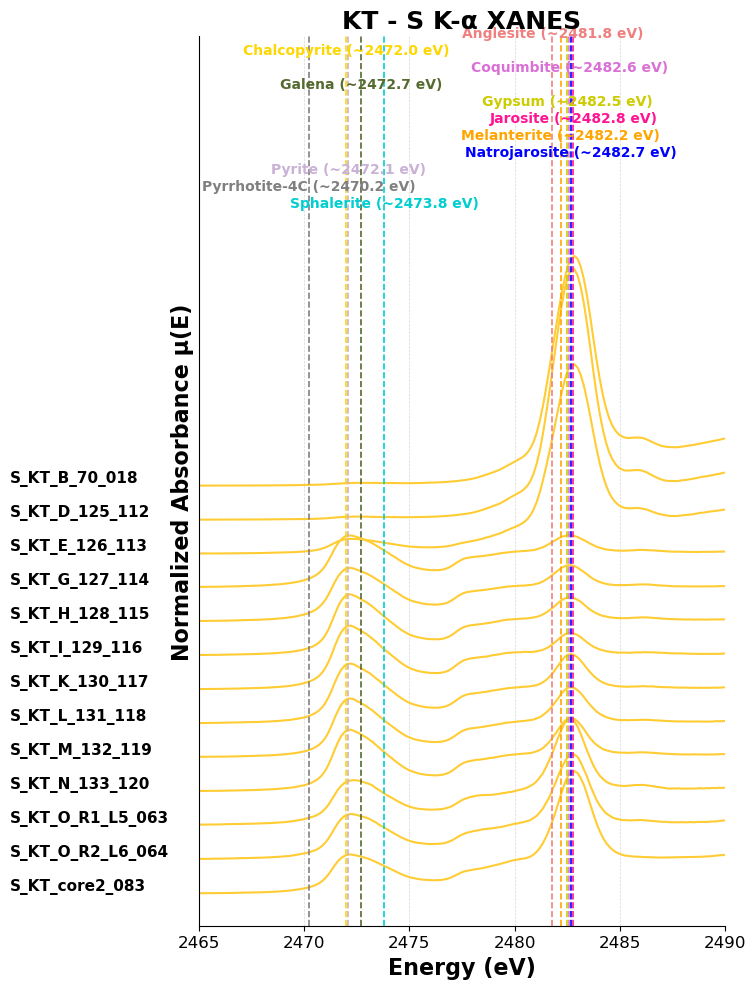 KT - S K-α XANES
Anglesite (~2481.8 eV)
Chalcopyrite (~2472.0 eV)
Coquimbite (~2482.6 eV)
Galena (~2472.7 eV)
Gypsum (~2482.5 eV)
Jarosite (~2482.8 eV)
Melanterite (~2482.2 eV)
Natrojarosite (~2482.7 eV)
Pyrite (~2472.1 eV)
Pyrrhotite-4C (~2470.2 eV)
Sphalerite (~2473.8 eV)
Normalized Absorbance μ(E)
S_KT_B_70_018
S_KT_D_125_112
S_KT_E_126_113
S_KT_G_127_114
S_KT_H_128_115
S_KT_I_129_116
S_KT_K_130_117
S_KT_L_131_118
S_KT_M_132_119
S_KT_N_133_120
S_KT_O_R1_L5_063
S_KT_O_R2_L6_064
S_KT_core2_083
2465 2470 2475 2480 2485 2490
Energy (eV)